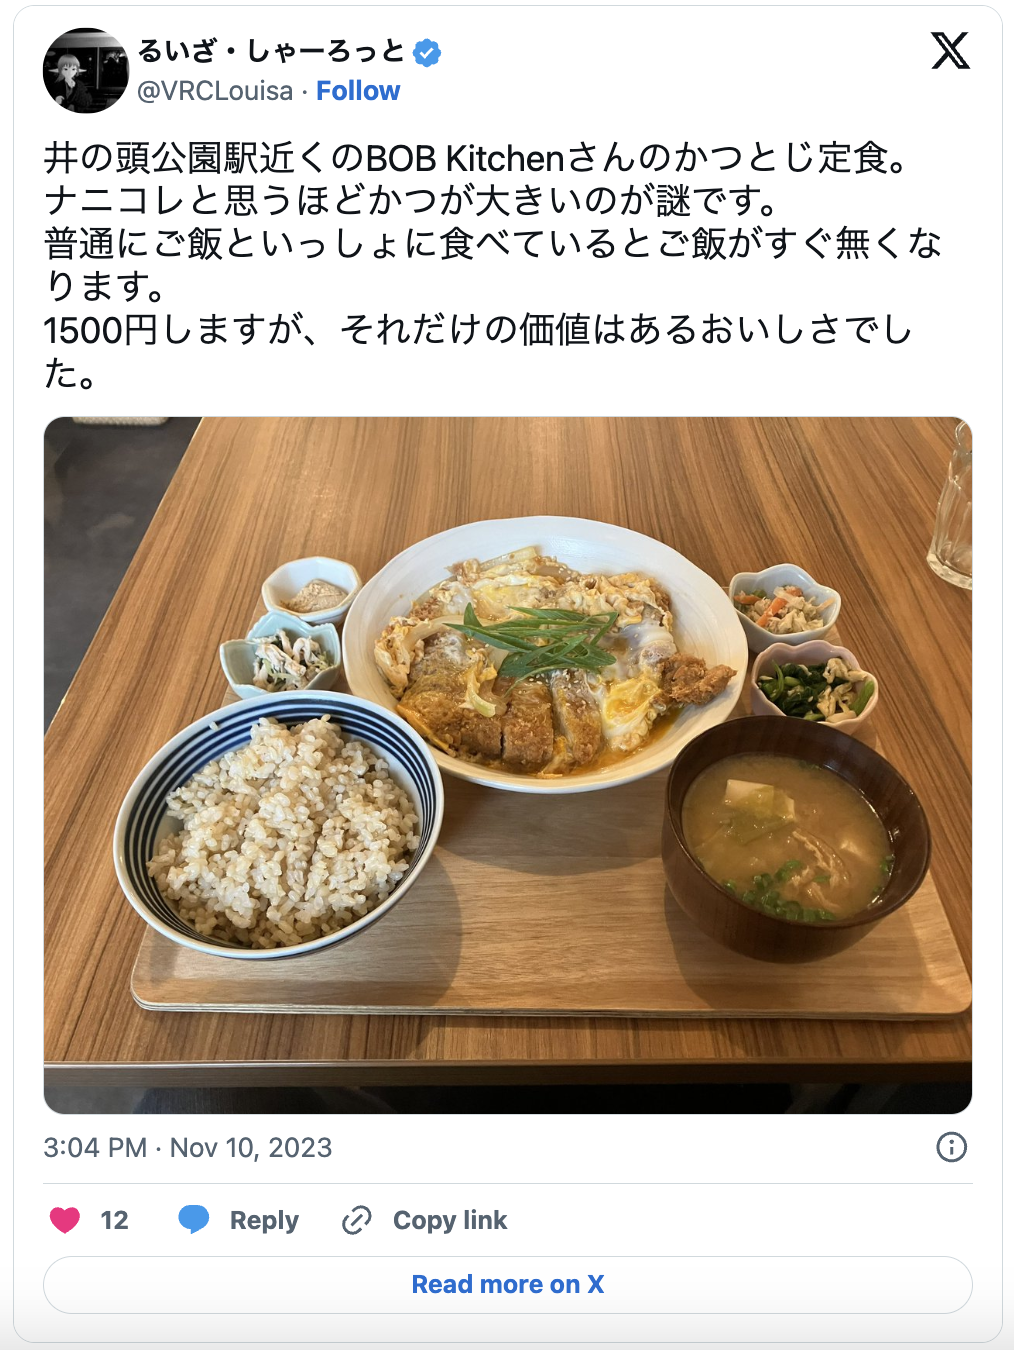 るいざ・しゃーろっと
@VRCLouisa · Follow
井の頭公園駅近くのBOB Kitchenさんのかつとじ定食。
ナニコレと思うほどかつが大きいのが謎です。
普通にご飯といっしょに食べているとご飯がすぐ無くな
ります。
1500円しますが、それだけの価値はあるおいしさでし
た。
3:04 PM · Nov 10, 2023
12 Reply Copy link
Read more on X